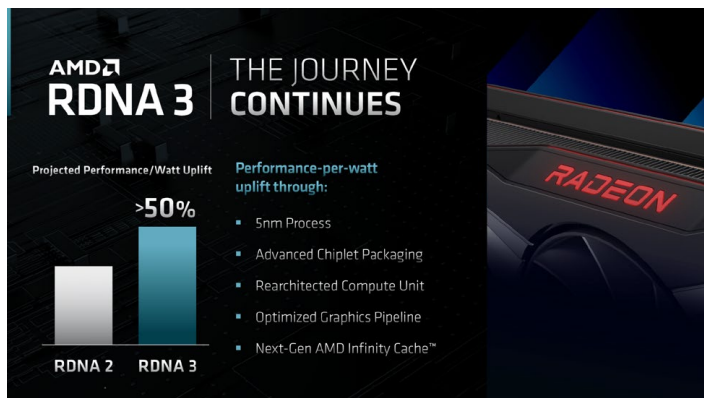 AMD
RDNA 3
THE JOURNEY
CONTINUES
Projected Performance/Watt Uplift
>50%
RDNA 2
RDNA 3
Performance-per-watt
uplift through:
▪ 5nm Process
▪ Advanced Chiplet Packaging
▪ Rearchitected Compute Unit
▪ Optimized Graphics Pipeline
▪ Next-Gen AMD Infinity Cache™
RADEON